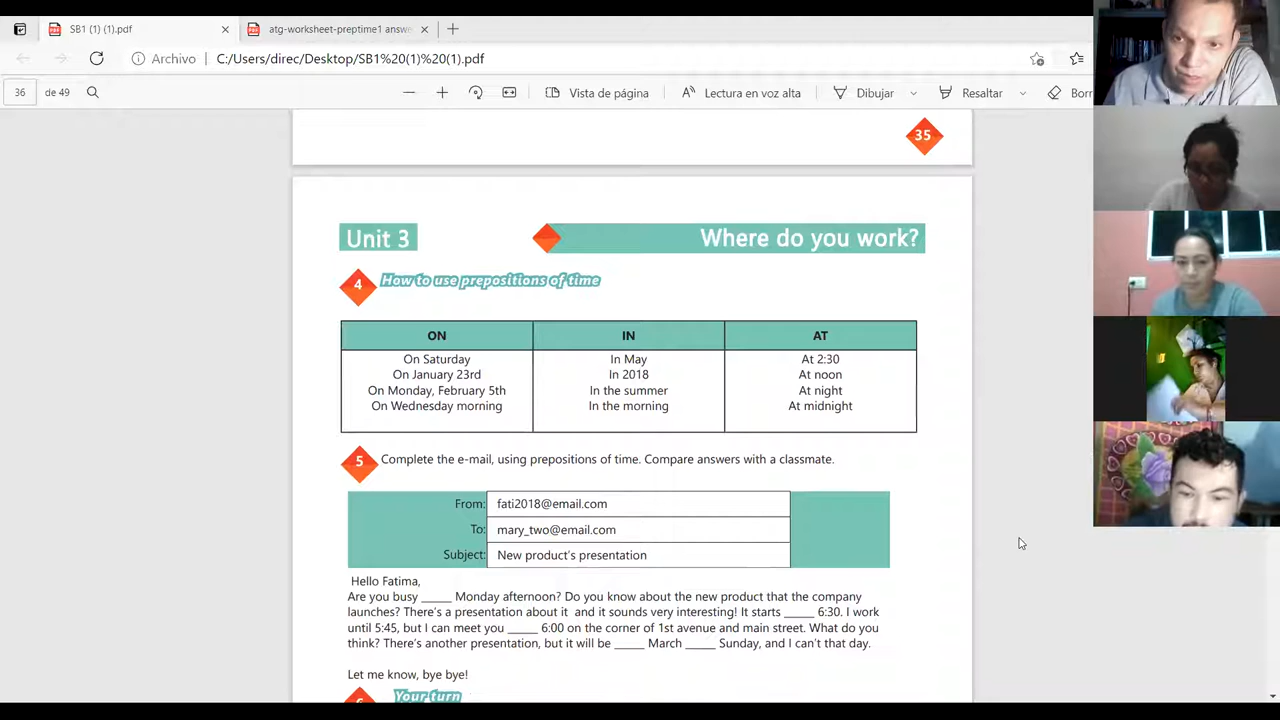 SB1 (1) (1).pdf
atg-worksheet-preptime1 answe
Archivo
C:/Users/direc/Desktop/SB1%20(1)%20(1).pdf
36 de 49
Vista de página
Lectura en voz alta
Dibujar
Resaltar
Borr
35
Unit 3
Where do you work?
4 How to use prepositions of time
ON IN AT
On Saturday In May At 2:30
On January 23rd In 2018 At noon
On Monday, February 5th In the summer At night
On Wednesday morning In the morning At midnight
5 Complete the e-mail, using prepositions of time. Compare answers with a classmate.
From: fati2018@email.com
To: mary_two@email.com
Subject: New product's presentation
Hello Fatima,
Are you busy _____ Monday afternoon? Do you know about the new product that the company
launches? There's a presentation about it and it sounds very interesting! It starts _____ 6:30. I work
until 5:45, but I can meet you _____ 6:00 on the corner of 1st avenue and main street. What do you
think? There's another presentation, but it will be _____ March _____ Sunday, and I can't that day.
Let me know, bye bye!
6 Your turn